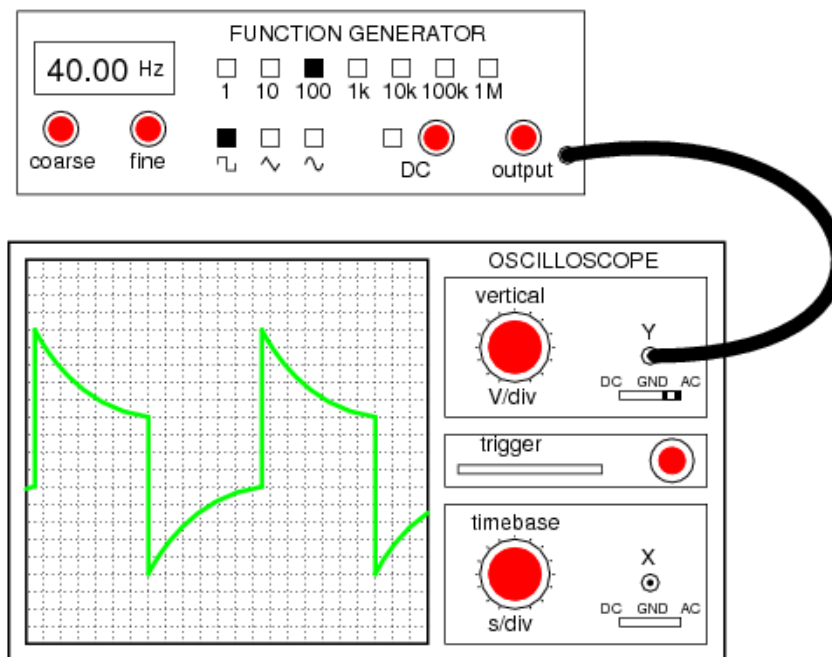 FUNCTION GENERATOR
40.00 Hz
1 10 100 1k 10k 100k 1M
coarse fine DC output
OSCILLOSCOPE
vertical
Y
DC GND AC
V/div
trigger
timebase
X
DC GND AC
s/div